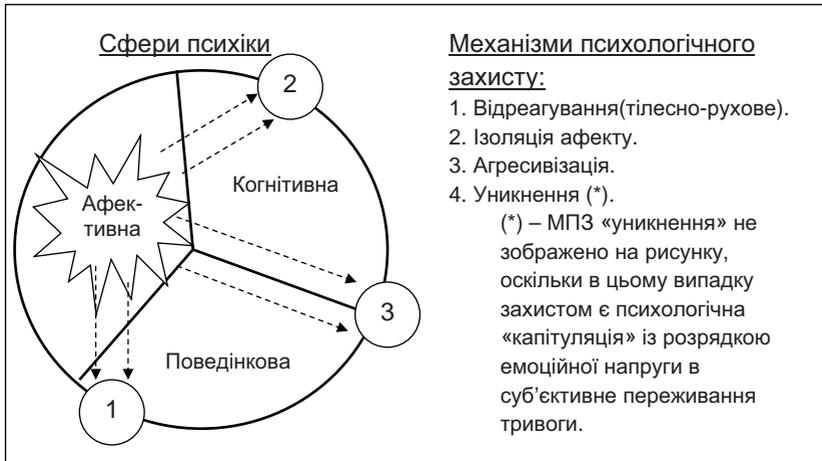 Сфери психіки
2
Когнітивна
Афек-
тивна
3
Поведінкова
1
Механізми психологічного
захисту:
1. Відреагування(тілесно-рухове).
2. Ізоляція афекту.
3. Агресивізація.
4. Уникнення (*).
(*) – МПЗ «уникнення» не
зображено на рисунку,
оскільки в цьому випадку
захистом є психологічна
«капітуляція» із розрядкою
емоційної напруги в
суб’єктивне переживання
тривоги.